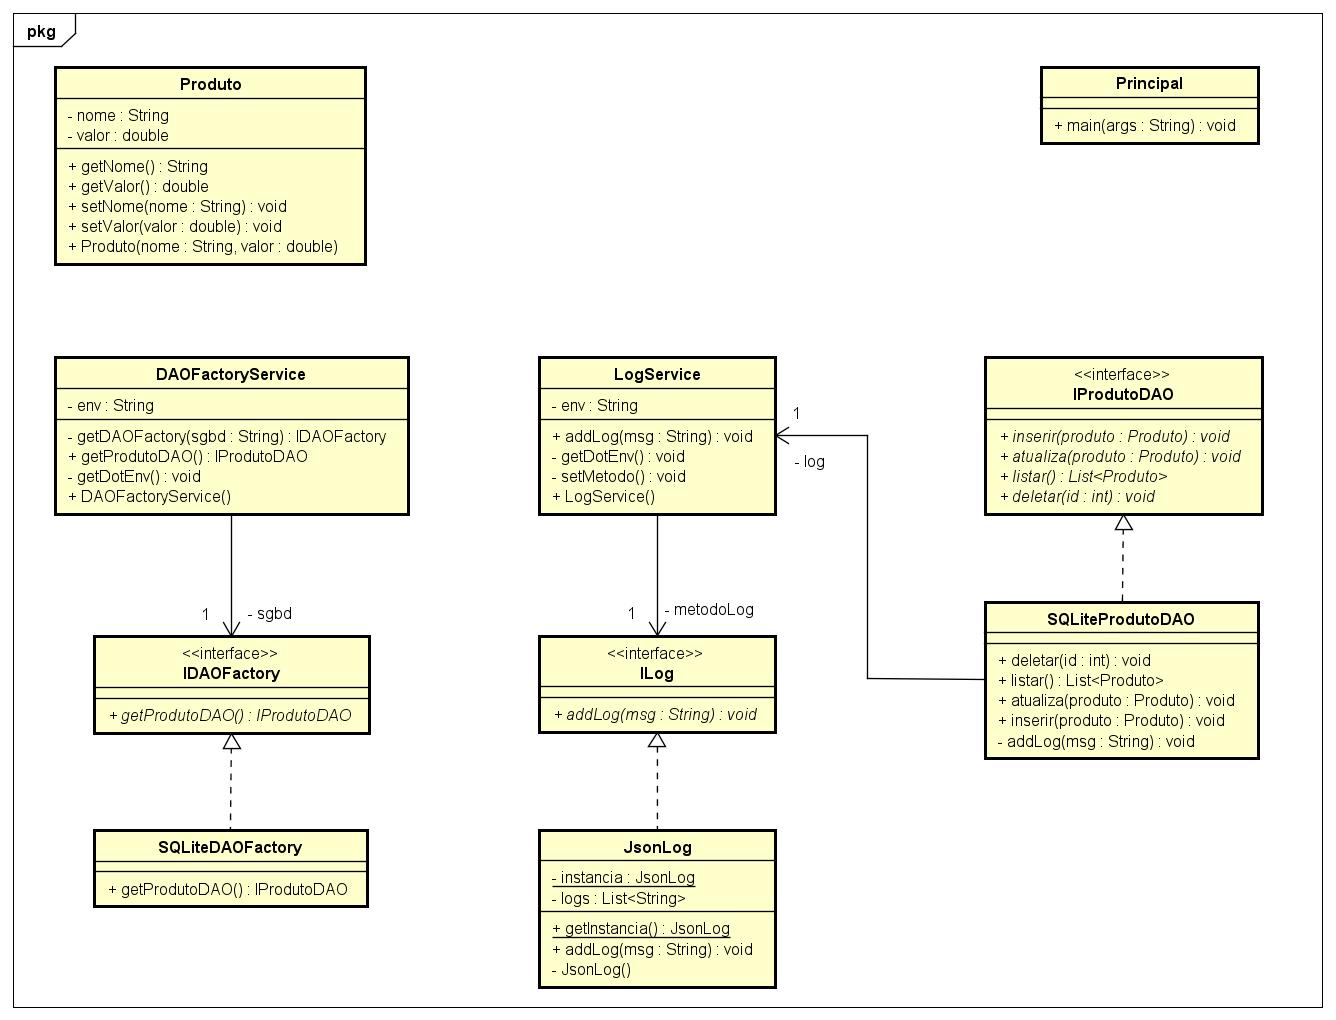 pkg
Produto
- nome : String
- valor : double
+ getNome() : String
+ getValor() : double
+ setNome(nome : String) : void
+ setValor(valor : double) : void
+ Produto(nome : String, valor : double)
Principal
+ main(args : String) : void
DAOFactoryService
- env : String
- getDAOFactory(sgbd : String) : IDAOFactory
+ getProdutoDAO() : IProdutoDAO
- getDotEnv() : void
+ DAOFactoryService()
LogService
- env : String
+ addLog(msg : String) : void
- getDotEnv() : void
- setMetodo() : void
+ LogService()
1
- log
<<interface>>
IProdutoDAO
+ inserir(produto : Produto) : void
+ atualiza(produto : Produto) : void
+ listar() : List<Produto>
+ deletar(id : int) : void
1
- sgbd
1
- metodoLog
<<interface>>
IDAOFactory
+ getProdutoDAO() : IProdutoDAO
<<interface>>
ILog
+ addLog(msg : String) : void
SQLiteProdutoDAO
+ deletar(id : int) : void
+ listar() : List<Produto>
+ atualiza(produto : Produto) : void
+ inserir(produto : Produto) : void
- addLog(msg : String) : void
SQLiteDAOFactory
+ getProdutoDAO() : IProdutoDAO
JsonLog
- instancia : JsonLog
- logs : List<String>
+ getInstancia() : JsonLog
+ addLog(msg : String) : void
- JsonLog()